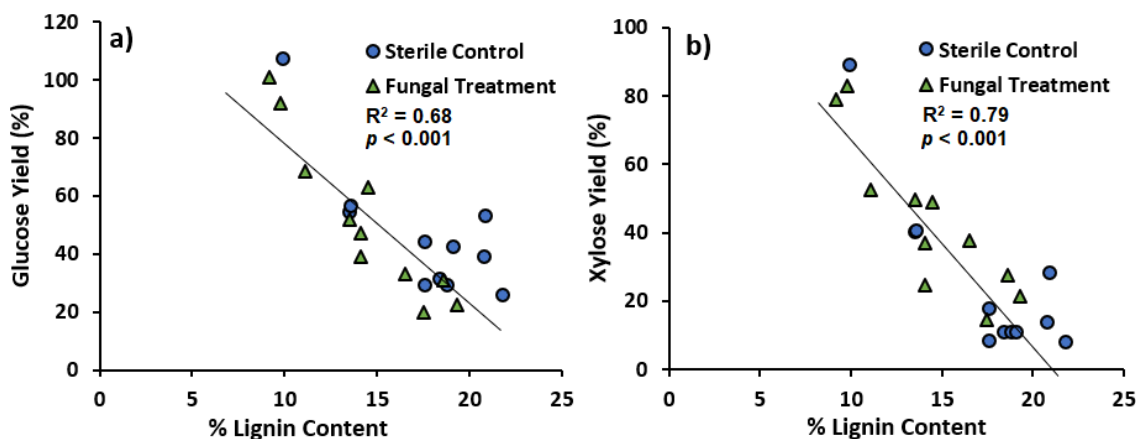 a)
Sterile Control
Fungal Treatment
R² = 0.68
p < 0.001
Glucose Yield (%)
120
100
80
60
40
20
0
0 5 10 15 20 25
% Lignin Content
b)
Sterile Control
Fungal Treatment
R² = 0.79
p < 0.001
Xylose Yield (%)
100
80
60
40
20
0
0 5 10 15 20 25
% Lignin Content